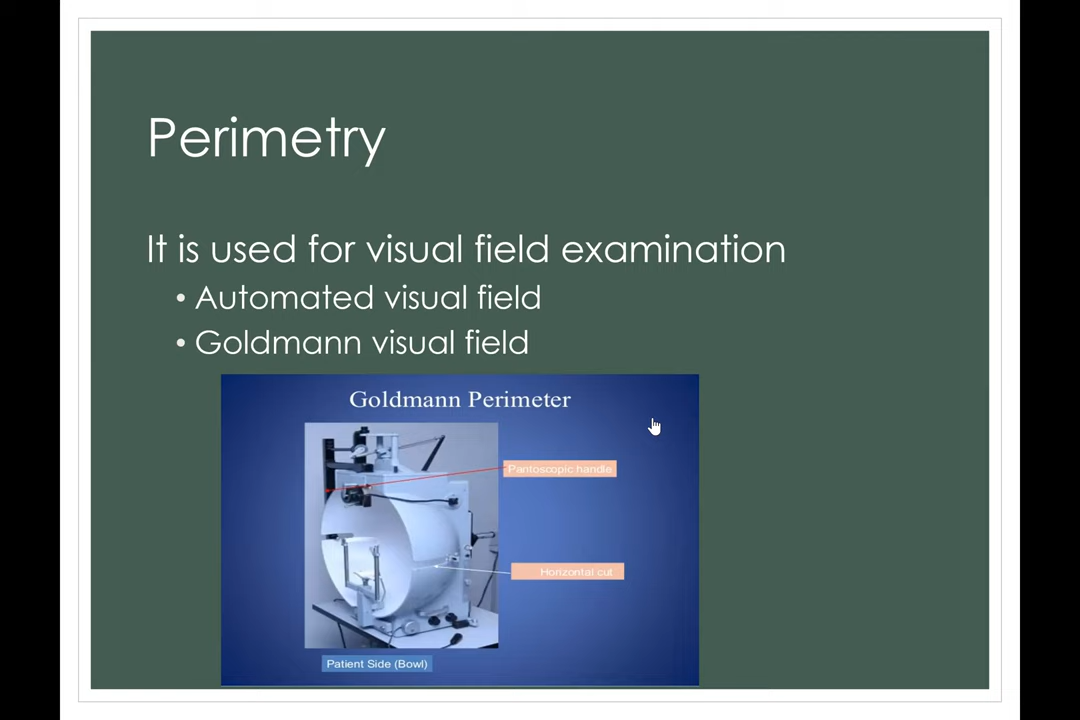 Perimetry
It is used for visual field examination
• Automated visual field
• Goldmann visual field
Goldmann Perimeter
Pantoscopic handle
Horizontal cut
Patient Side (Bowl)